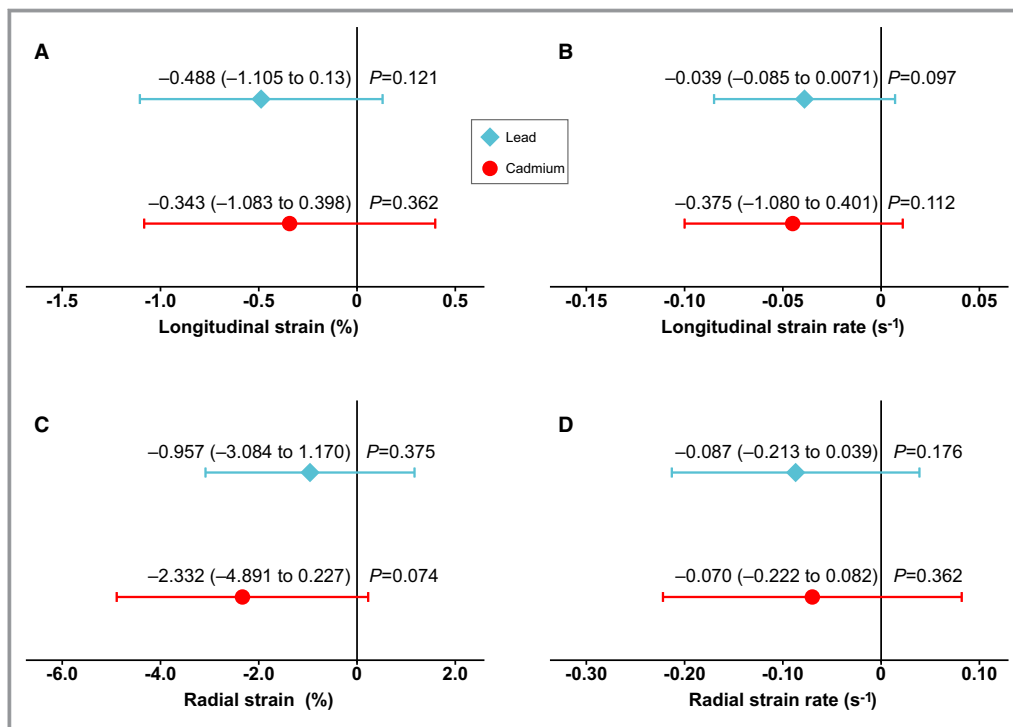 A
–0.488 (–1.105 to 0.13) P=0.121
–0.343 (–1.083 to 0.398) P=0.362
-1.5 -1.0 -0.5 0 0.5
Longitudinal strain (%)
Lead
Cadmium
B
–0.039 (–0.085 to 0.0071) P=0.097
–0.375 (–1.080 to 0.401) P=0.112
-0.15 -0.10 -0.05 0 0.05
Longitudinal strain rate (s-1)
C
–0.957 (–3.084 to 1.170) P=0.375
–2.332 (–4.891 to 0.227) P=0.074
-6.0 -4.0 -2.0 0 2.0
Radial strain (%)
D
–0.087 (–0.213 to 0.039) P=0.176
–0.070 (–0.222 to 0.082) P=0.362
-0.30 -0.20 -0.10 0 0.10
Radial strain rate (s-1)